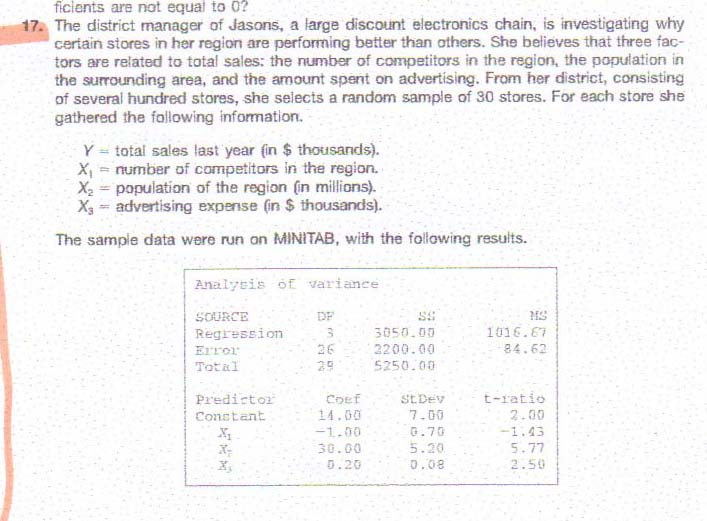 ficients are not equal to 0?
17. The district manager of Jasons, a large discount electronics chain, is investigating why
certain stores in her region are performing better than others. She believes that three fac-
tors are related to total sales: the number of competitors in the region, the population in
the surrounding area, and the amount spent on advertising. From her district, consisting
of several hundred stores, she selects a random sample of 30 stores. For each store she
gathered the following information.
Y = total sales last year (in $ thousands).
X₁ = number of competitors in the region.
X₂ = population of the region (in millions).
X₃ = advertising expense (in $ thousands).
The sample data were run on MINITAB, with the following results.
Analysis of variance
SOURCE DF SS MS
Regression 3 3050.00 1016.67
Error 26 2200.00 84.62
Total 29 5250.00
Predictor Coef StDev t-ratio
Constant 14.00 7.00 2.00
X₁ -1.00 0.70 -1.43
X₂ 30.00 5.20 5.77
X₃ 0.20 0.08 2.50